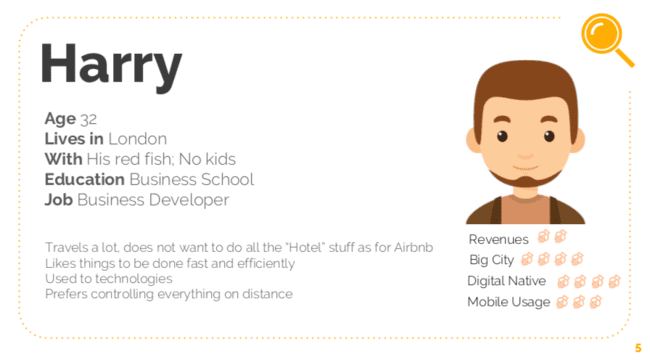 Harry
Age 32
Lives in London
With His red fish; No kids
Education Business School
Job Business Developer
Travels a lot, does not want to do all the "Hotel" stuff as for Airbnb
Likes things to be done fast and efficiently
Used to technologies
Prefers controlling everything on distance
Revenues
Big City
Digital Native
Mobile Usage
5